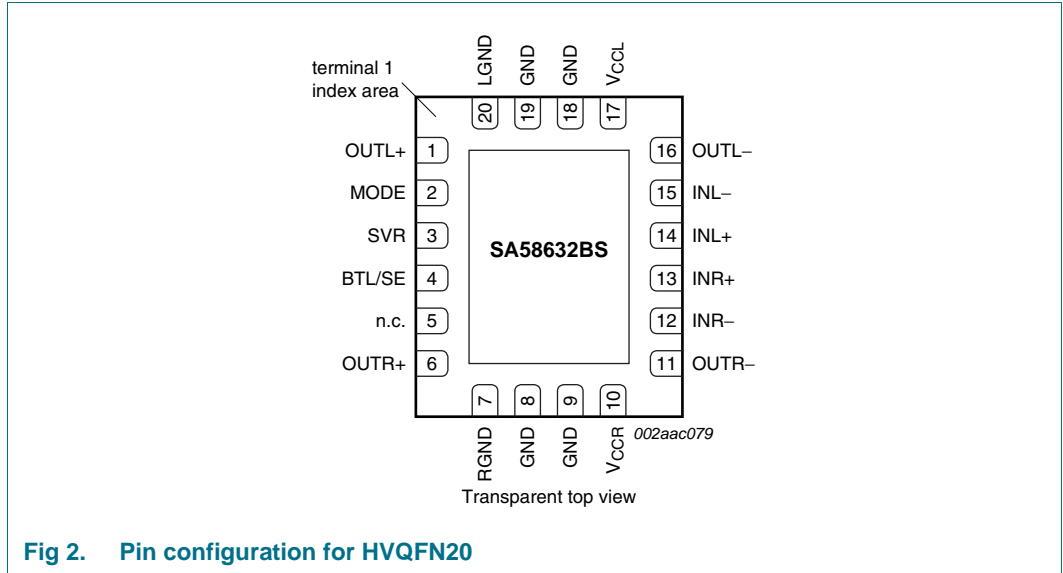 terminal 1
index area
LGND
GND
GND
VCCL
20
19
18
17
OUTL+ 1
MODE 2
SVR 3
BTL/SE 4
n.c. 5
OUTR+ 6
SA58632BS
16 OUTL−
15 INL−
14 INL+
13 INR+
12 INR−
11 OUTR−
7
8
9
10
RGND
GND
GND
VCCR
002aac079
Transparent top view
Fig 2. Pin configuration for HVQFN20